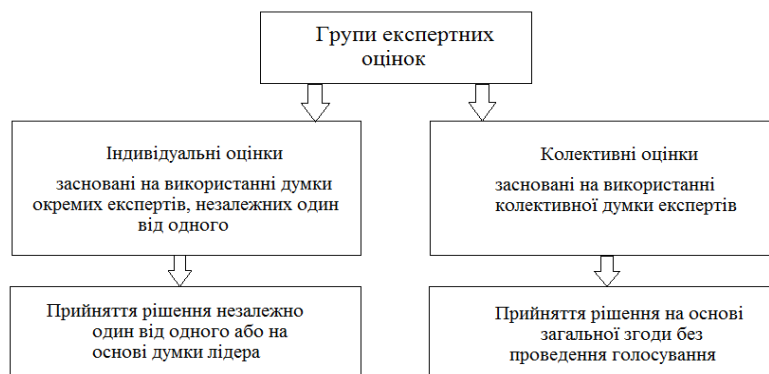 Групи експертних
оцінок
Індивідуальні оцінки
засновані на використанні думки
окремих експертів, незалежних один
від одного
Колективні оцінки
засновані на використанні
колективної думки експертів
Прийняття рішення незалежно
один від одного або на
основі думки лідера
Прийняття рішення на основі
загальної згоди без
проведення голосування